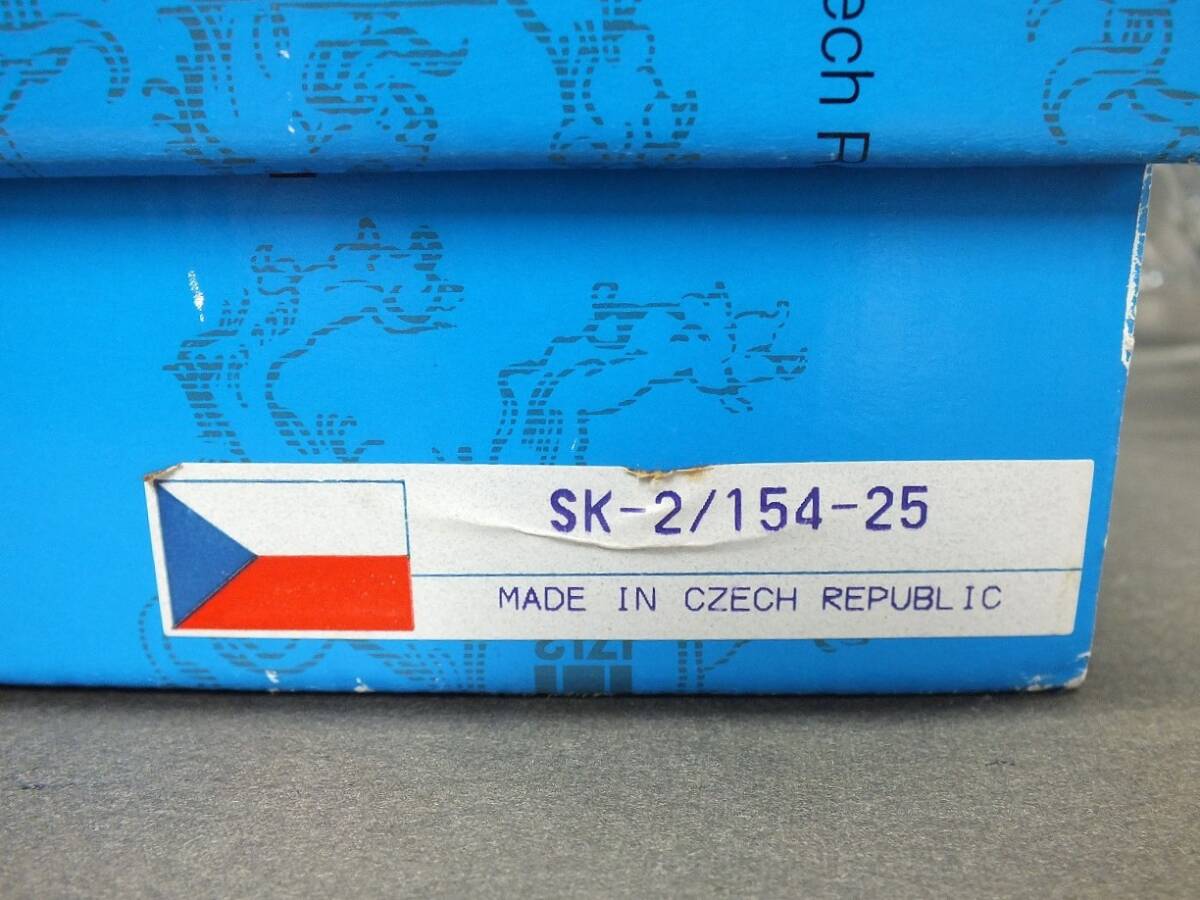 ech R
SK-2/154-25
MADE IN CZECH REPUBLIC